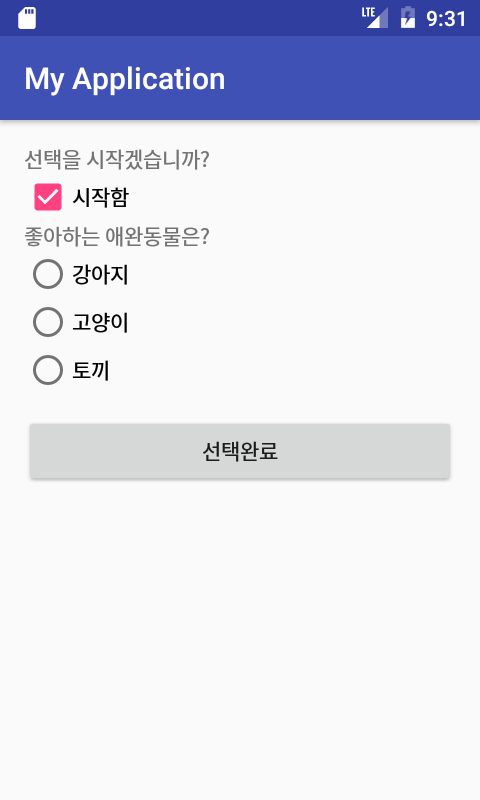 LTE 9:31
My Application
선택을 시작겠습니까?
시작함
좋아하는 애완동물은?
강아지
고양이
토끼
선택완료